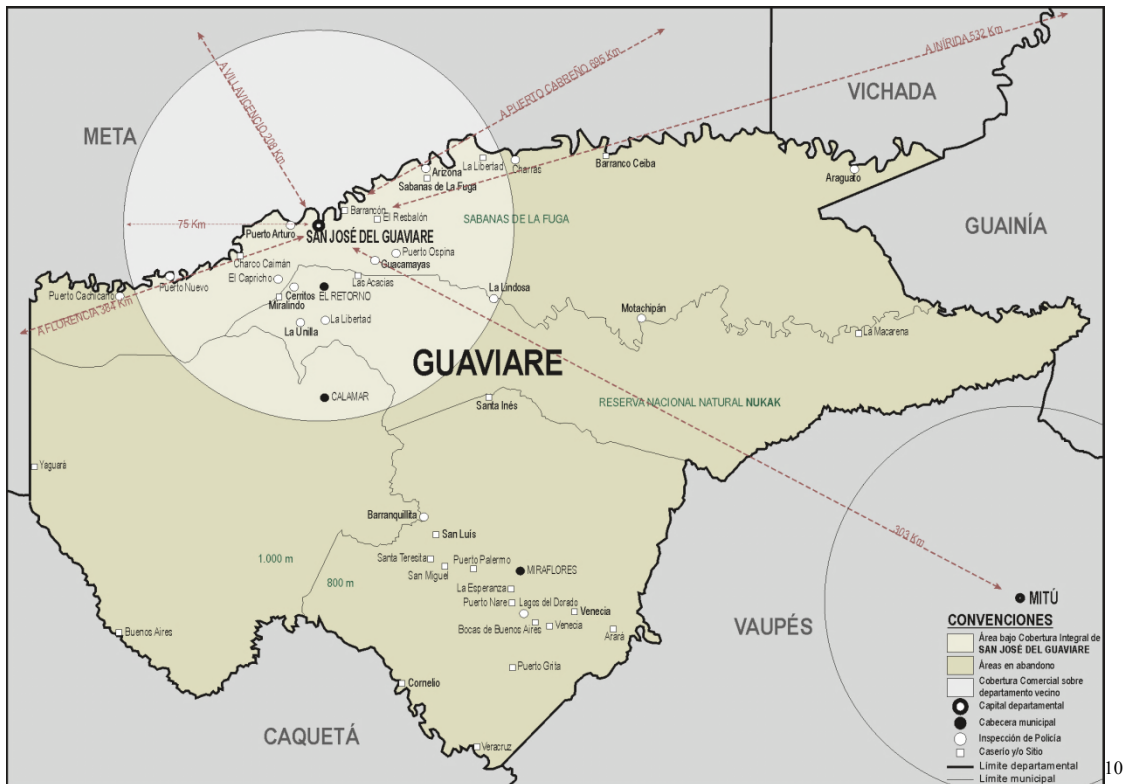 A VILLAVICENCIO 298 Km
A PUERTO CARREÑO 695 Km
A INÍRIDA 532 Km
VICHADA
META
La Libertad
Charras
Barranco Ceiba
Arizona
Sabanas de La Fuga
Araguato
Barrancón
El Resbalón
SABANAS DE LA FUGA
75 Km
Puerto Arturo
SAN JOSÉ DEL GUAVIARE
GUAINÍA
Puerto Ospina
Charco Caimán
Guacamayas
El Capricho
Las Acacias
Puerto Nuevo
Puerto Cachicamo
Cerritos
EL RETORNO
Miralindo
La Lindosa
A FLORENCIA 384 Km
La Unilla
La Libertad
Motachipán
La Macarena
GUAVIARE
CALAMAR
Santa Inés
RESERVA NACIONAL NATURAL NUKAK
Yaguará
Barranquillita
303 Km
San Luís
1.000 m
Santa Teresita
Puerto Palermo
San Miguel
MIRAFLORES
800 m
La Esperanza
Puerto Nare
Lagos del Dorado
Venecia
MITÚ
Bocas de Buenos Aires
Venecia
Arará
Buenos Aires
VAUPÉS
Puerto Grita
Cornelio
CAQUETÁ
Veracruz
CONVENCIONES
Área bajo Cobertura Integral de
SAN JOSÉ DEL GUAVIARE
Áreas en abandono
Cobertura Comercial sobre
departamento vecino
Capital departamental
Cabecera municipal
Inspección de Policía
Caserío y/o Sitio
Límite departamental
Límite municipal
10